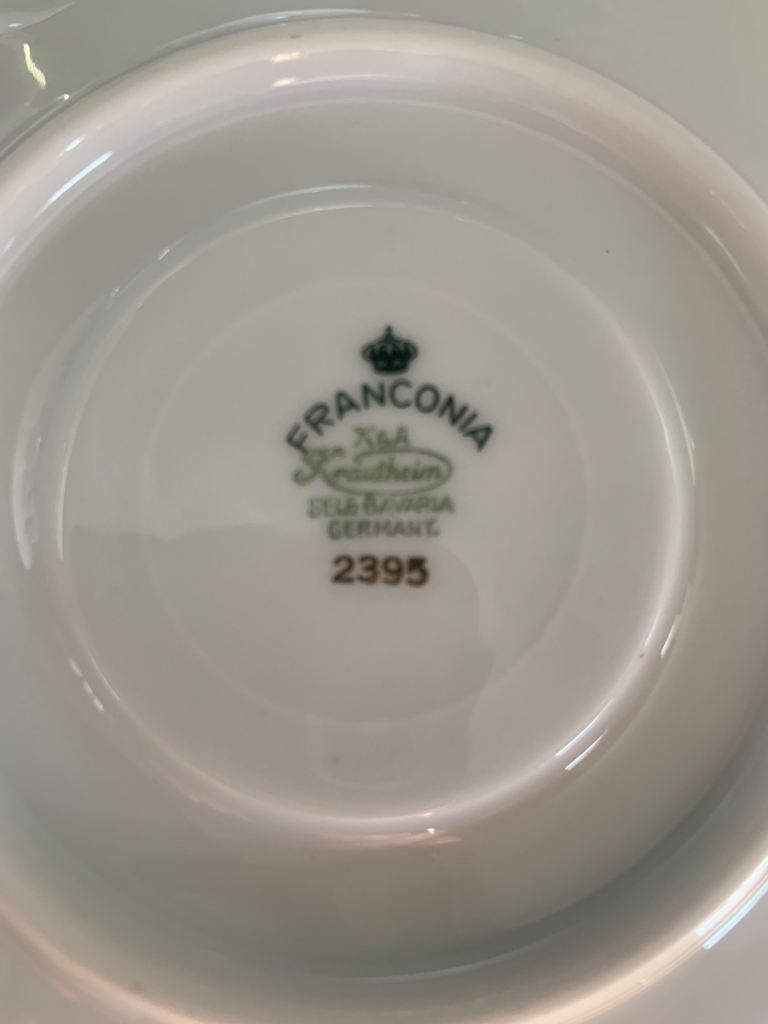 FRANCONIA
K&A
Krautheim
SELB BAVARIA
GERMANY.
2395